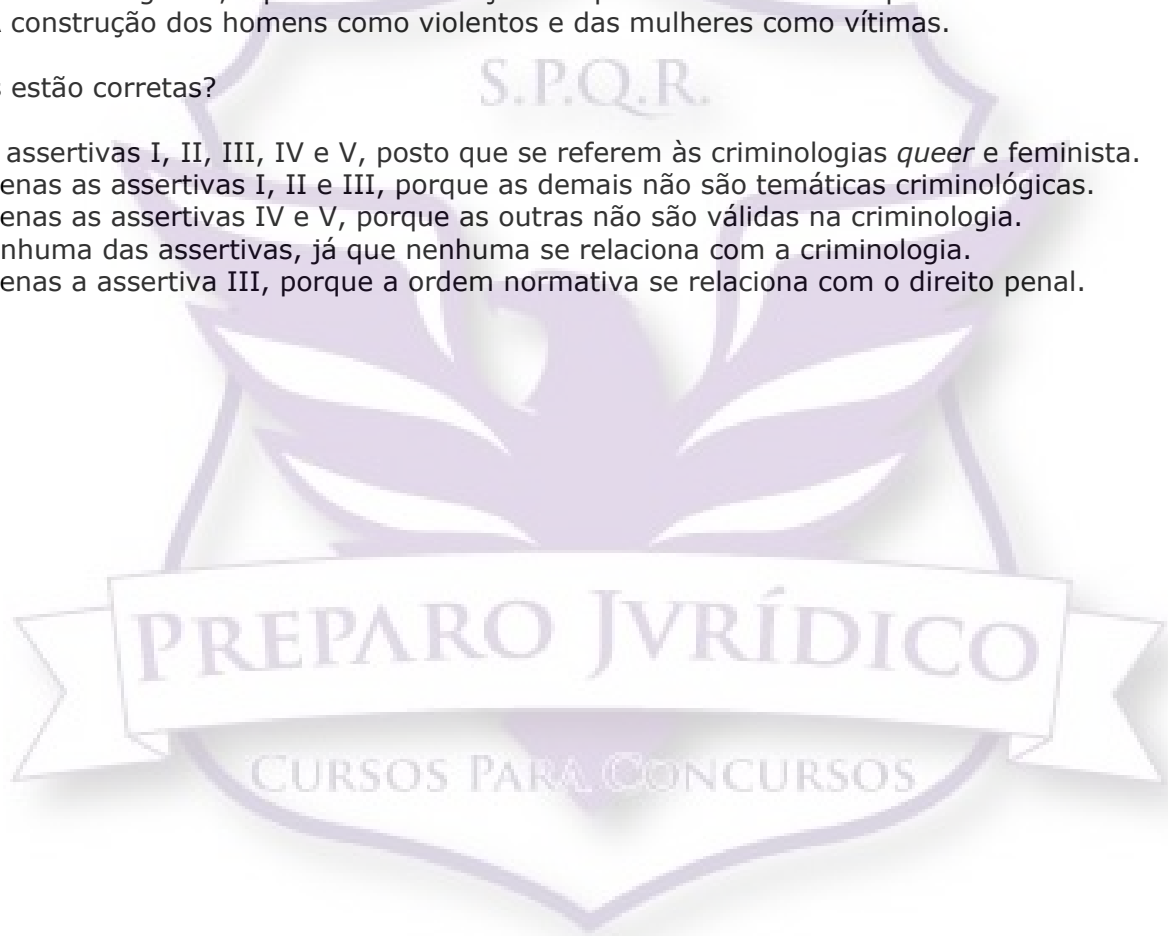 construção dos homens como violentos e das mulheres como vítimas.
estão corretas?
assertivas I, II, III, IV e V, posto que se referem às criminologias queer e feminista.
enas as assertivas I, II e III, porque as demais não são temáticas criminológicas.
enas as assertivas IV e V, porque as outras não são válidas na criminologia.
nhuma das assertivas, já que nenhuma se relaciona com a criminologia.
enas a assertiva III, porque a ordem normativa se relaciona com o direito penal.
S.P.Q.R.
PREPARO JVRÍDICO
CURSOS PARA CONCURSOS